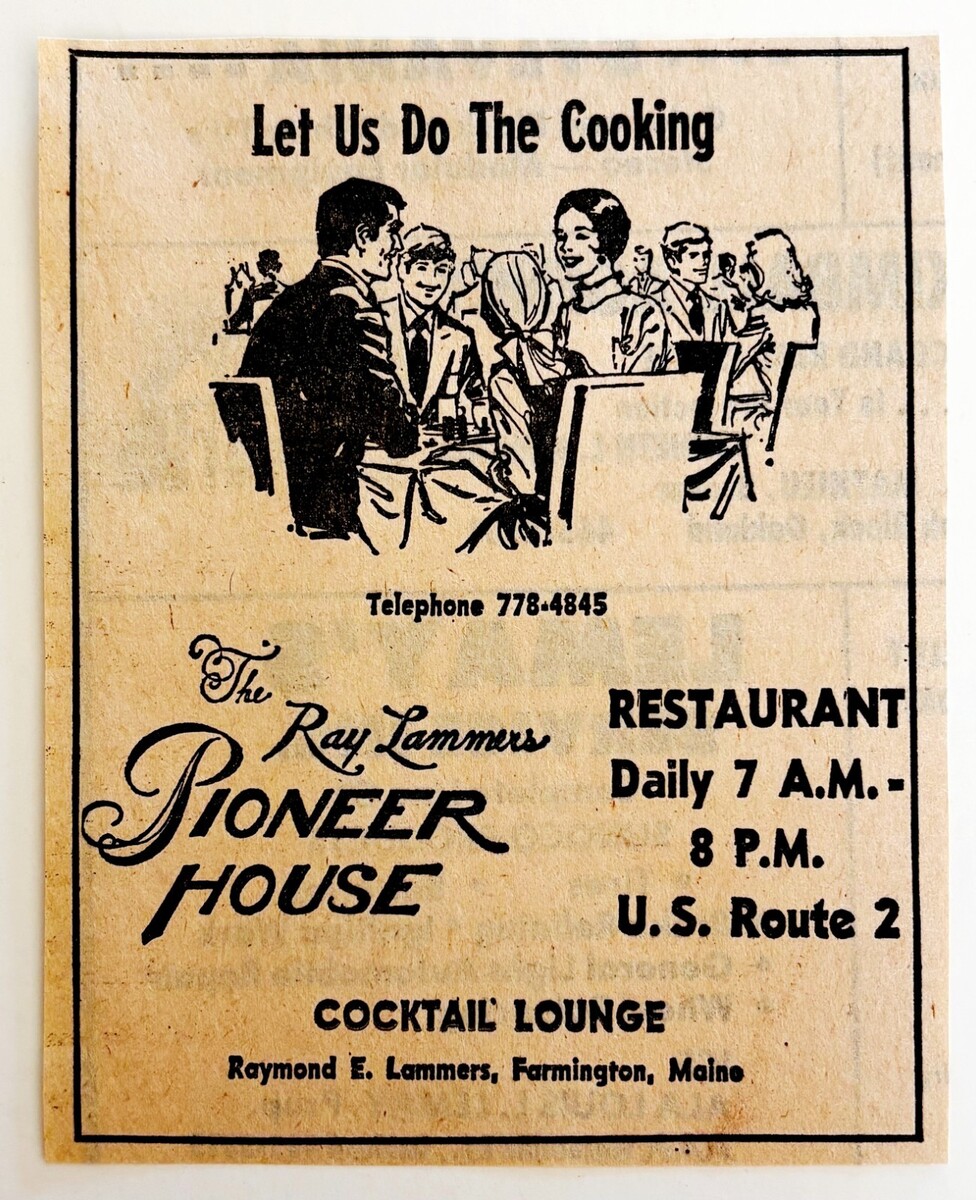 Let Us Do The Cooking
Telephone 778-4845
The
Ray Lammers
PIONEER
HOUSE
RESTAURANT
Daily 7 A.M. -
8 P.M.
U.S. Route 2
COCKTAIL LOUNGE
Raymond E. Lammers, Farmington, Maine